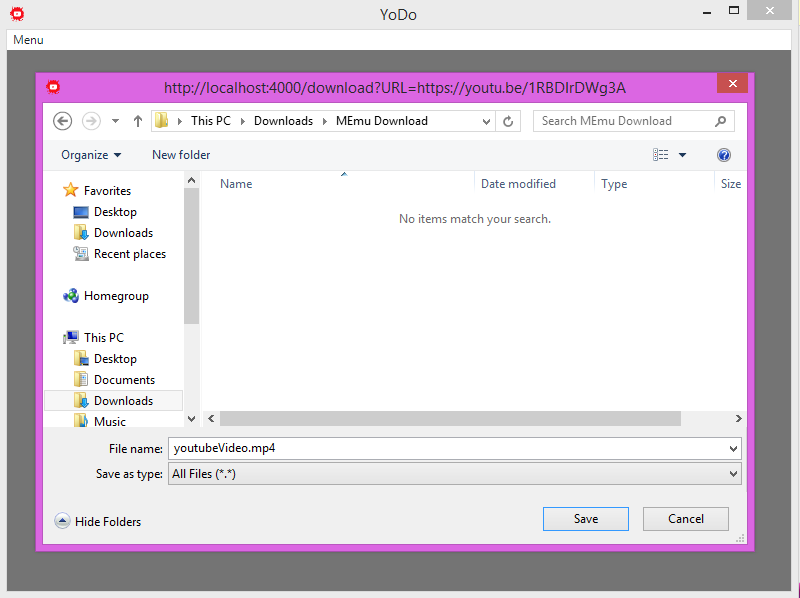 YoDo
Menu
http://localhost:4000/download?URL=https://youtu.be/1RBDIrDWg3A
This PC Downloads MEmu Download
Search MEmu Download
Organize New folder
Name Date modified Type Size
No items match your search.
Favorites
Desktop
Downloads
Recent places
Homegroup
This PC
Desktop
Documents
Downloads
Music
File name: youtubeVideo.mp4
Save as type: All Files (*.*)
Hide Folders
Save Cancel